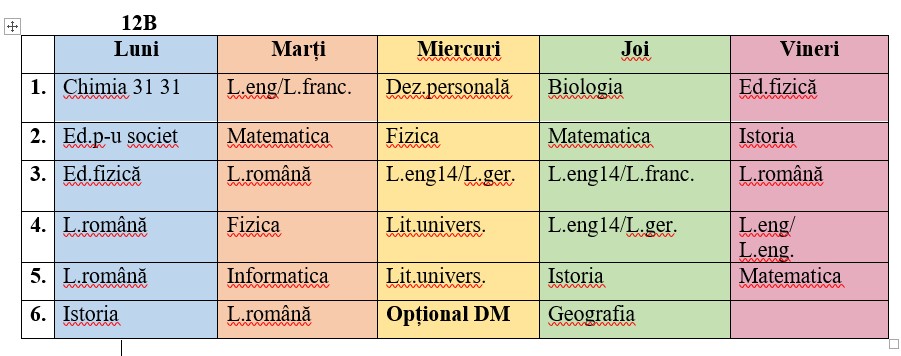 12B
Luni Marți Miercuri Joi Vineri
1. Chimia 31 31 L.eng/L.franc. Dez.personală Biologia Ed.fizică
2. Ed.p-u societ Matematica Fizica Matematica Istoria
3. Ed.fizică L.română L.eng14/L.ger. L.eng14/L.franc. L.română
4. L.română Fizica Lit.univers. L.eng14/L.ger. L.eng/
L.eng.
5. L.română Informatica Lit.univers. Istoria Matematica
6. Istoria L.română Opțional DM Geografia